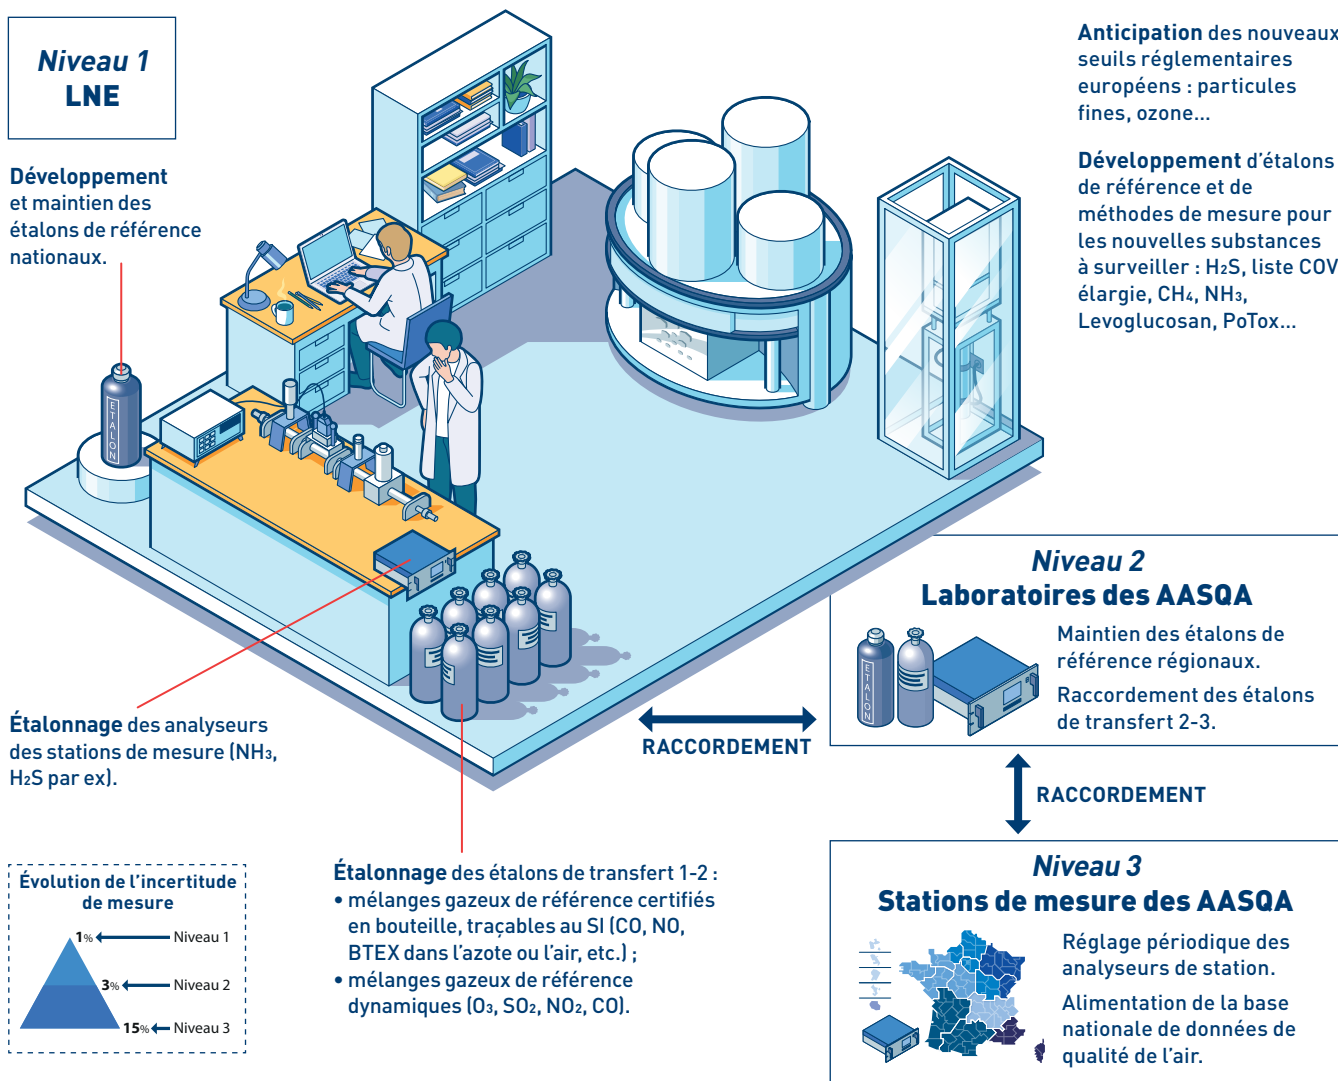 Niveau 1
LNE
Développement
et maintien des
étalons de référence
nationaux.
Anticipation des nouveaux
seuils réglementaires
européens : particules
fines, ozone...
Développement d'étalons
de référence et de
méthodes de mesure pour
les nouvelles substances
à surveiller : H₂S, liste COV
élargie, CH₄, NH₃,
Levoglucosan, PoTox...
ETALON
Étalonnage des analyseurs
des stations de mesure (NH₃,
H₂S par ex).
RACCORDEMENT
Niveau 2
Laboratoires des AASQA
ETALON
Maintien des étalons de
référence régionaux.
Raccordement des étalons
de transfert 2-3.
RACCORDEMENT
Évolution de l'incertitude
de mesure
1% Niveau 1
3% Niveau 2
15% Niveau 3
Étalonnage des étalons de transfert 1-2 :
• mélanges gazeux de référence certifiés
en bouteille, traçables au SI (CO, NO,
BTEX dans l'azote ou l'air, etc.) ;
• mélanges gazeux de référence
dynamiques (O₃, SO₂, NO₂, CO).
Niveau 3
Stations de mesure des AASQA
Réglage périodique des
analyseurs de station.
Alimentation de la base
nationale de données de
qualité de l'air.